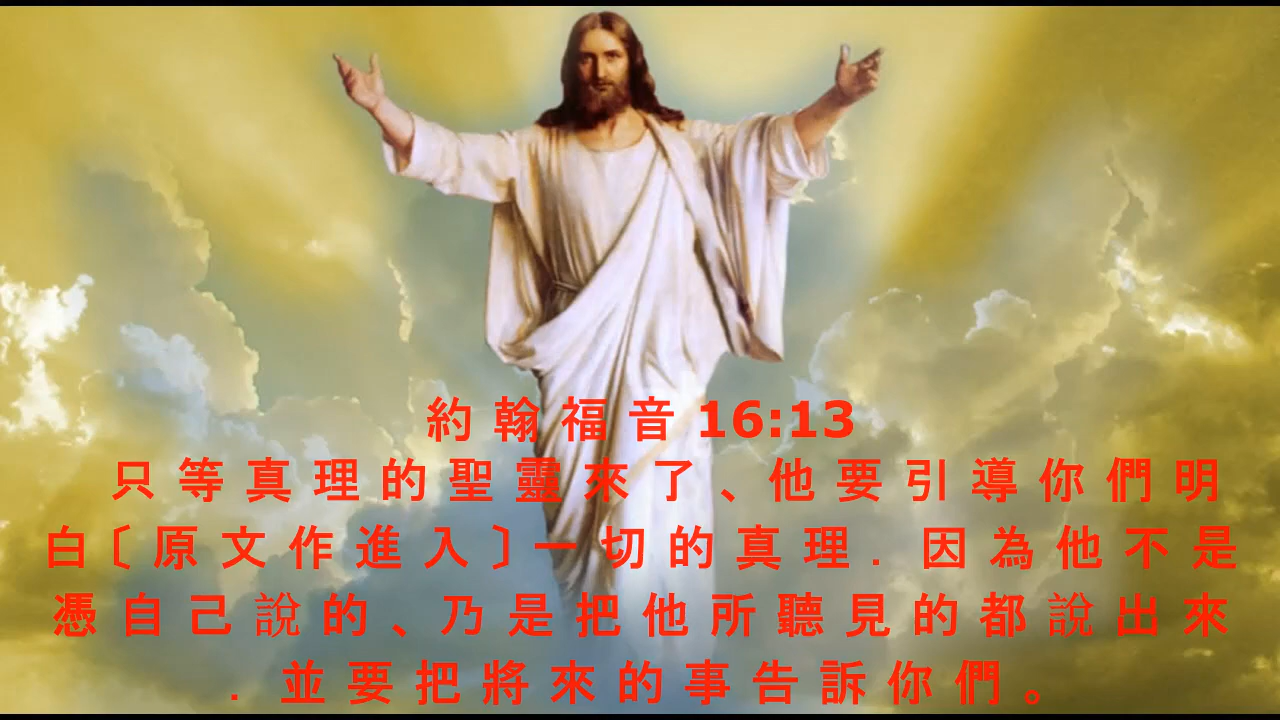 約 翰 福 音 16:13
只 等 真 理 的 聖 靈 來 了 、他 要 引 導 你 們 明
白〔 原 文 作 進 入 〕一 切 的 真 理 . 因 為 他 不 是
憑 自 己 說 的 、乃 是 把 他 所 聽 見 的 都 說 出 來
. 並 要 把 將 來 的 事 告 訴 你 們 。